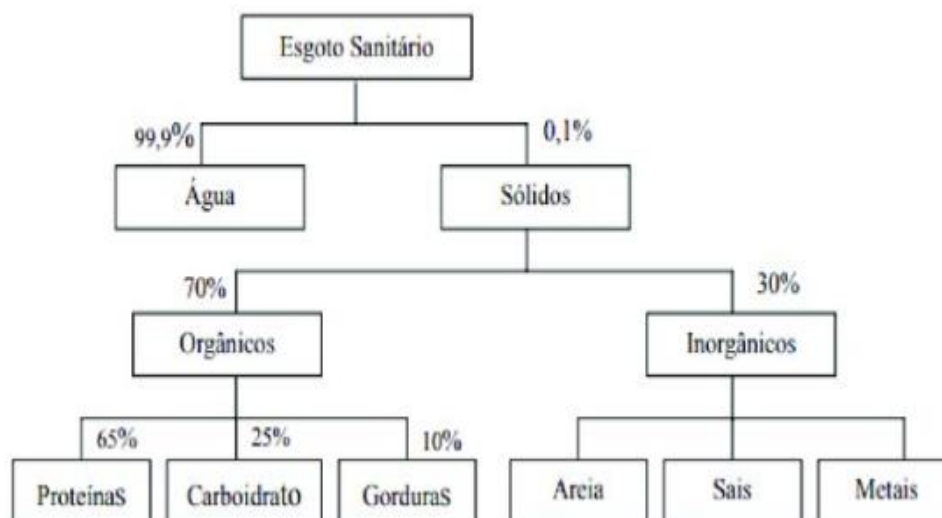 Esgoto Sanitário
99,9%
0,1%
Água
Sólidos
70%
30%
Orgânicos
Inorgânicos
65%
25%
10%
Proteínas
Carboidrato
Gorduras
Areia
Sais
Metais